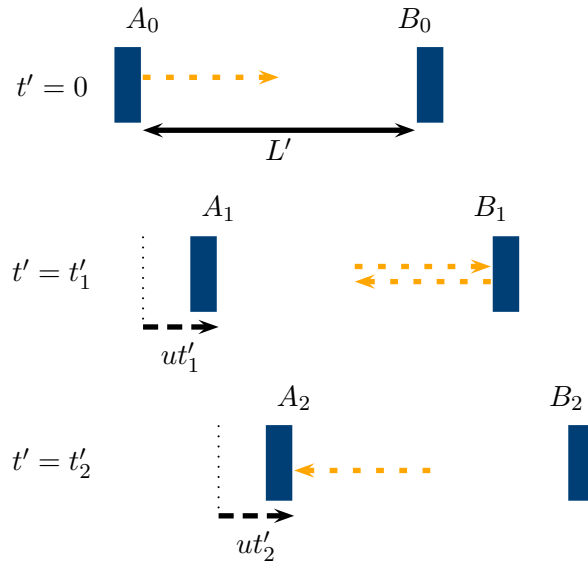 A₀ B₀
t′ = 0
L′
A₁ B₁
t′ = t′₁
ut′₁
A₂ B₂
t′ = t′₂
ut′₂